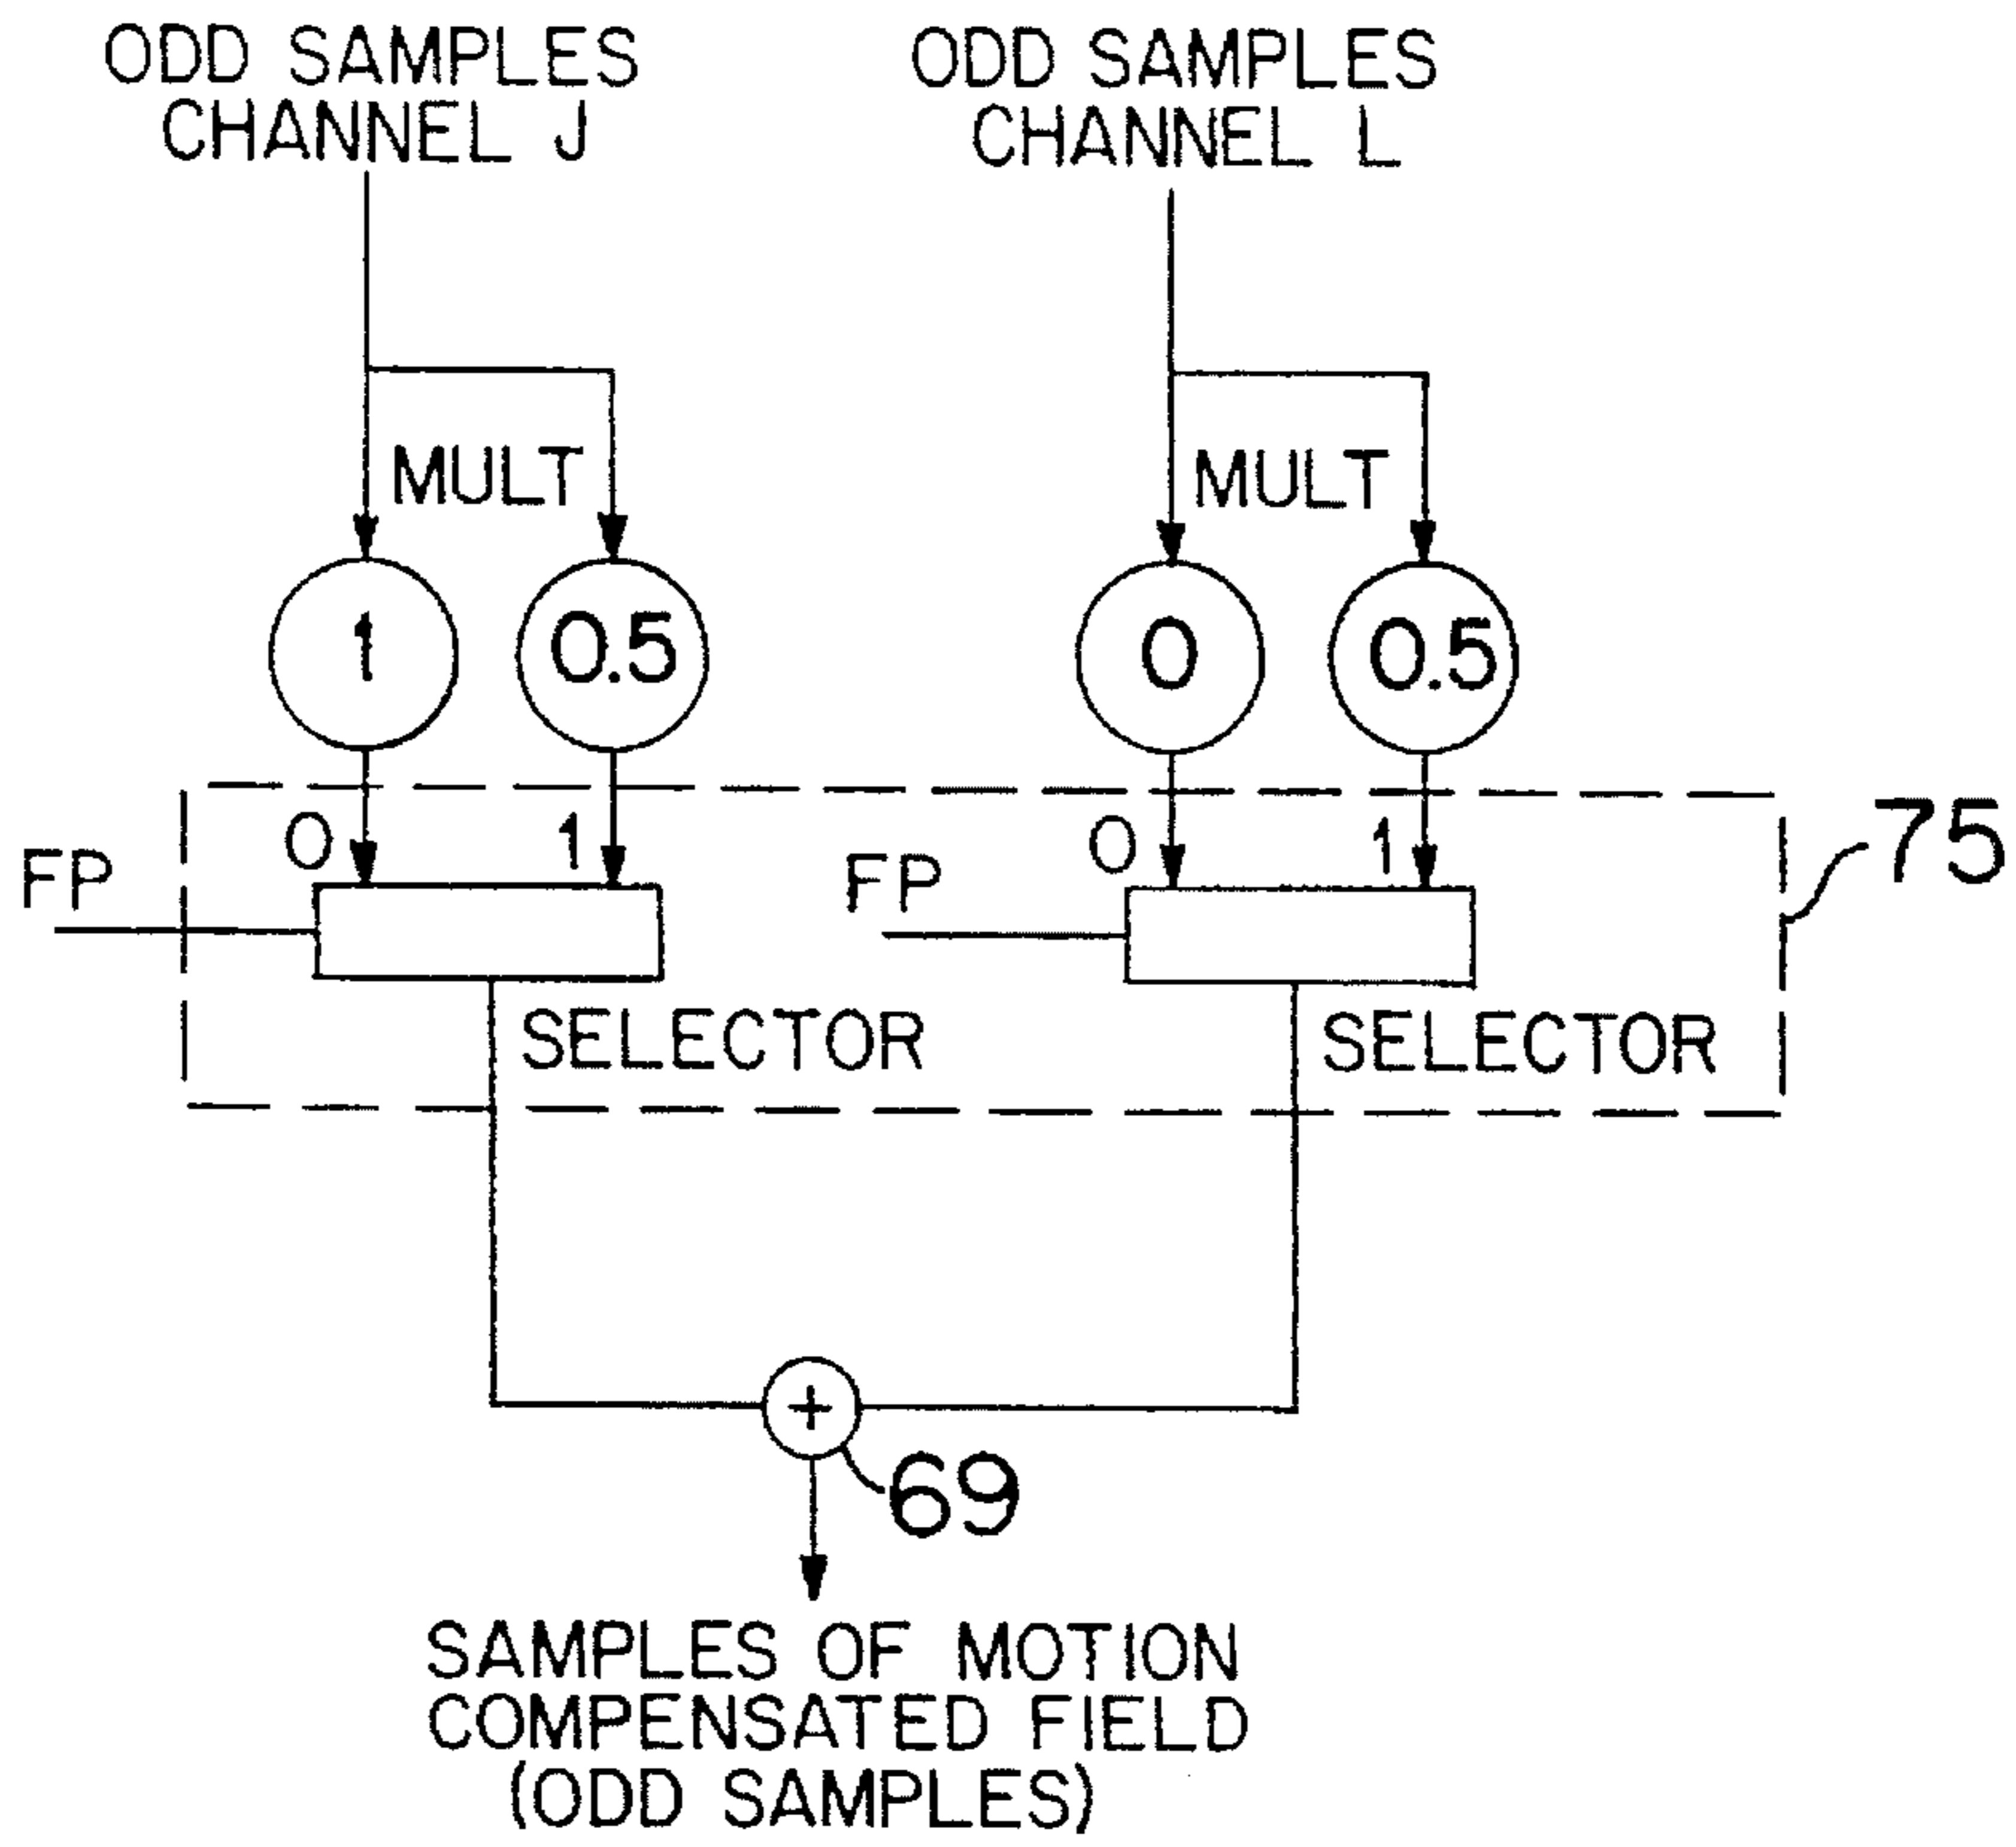 ODD SAMPLES
CHANNEL J
ODD SAMPLES
CHANNEL L
MULT
MULT
1
0.5
0
0.5
0
1
0
1
FP
FP
75
SELECTOR
SELECTOR
+
69
SAMPLES OF MOTION
COMPENSATED FIELD
(ODD SAMPLES)